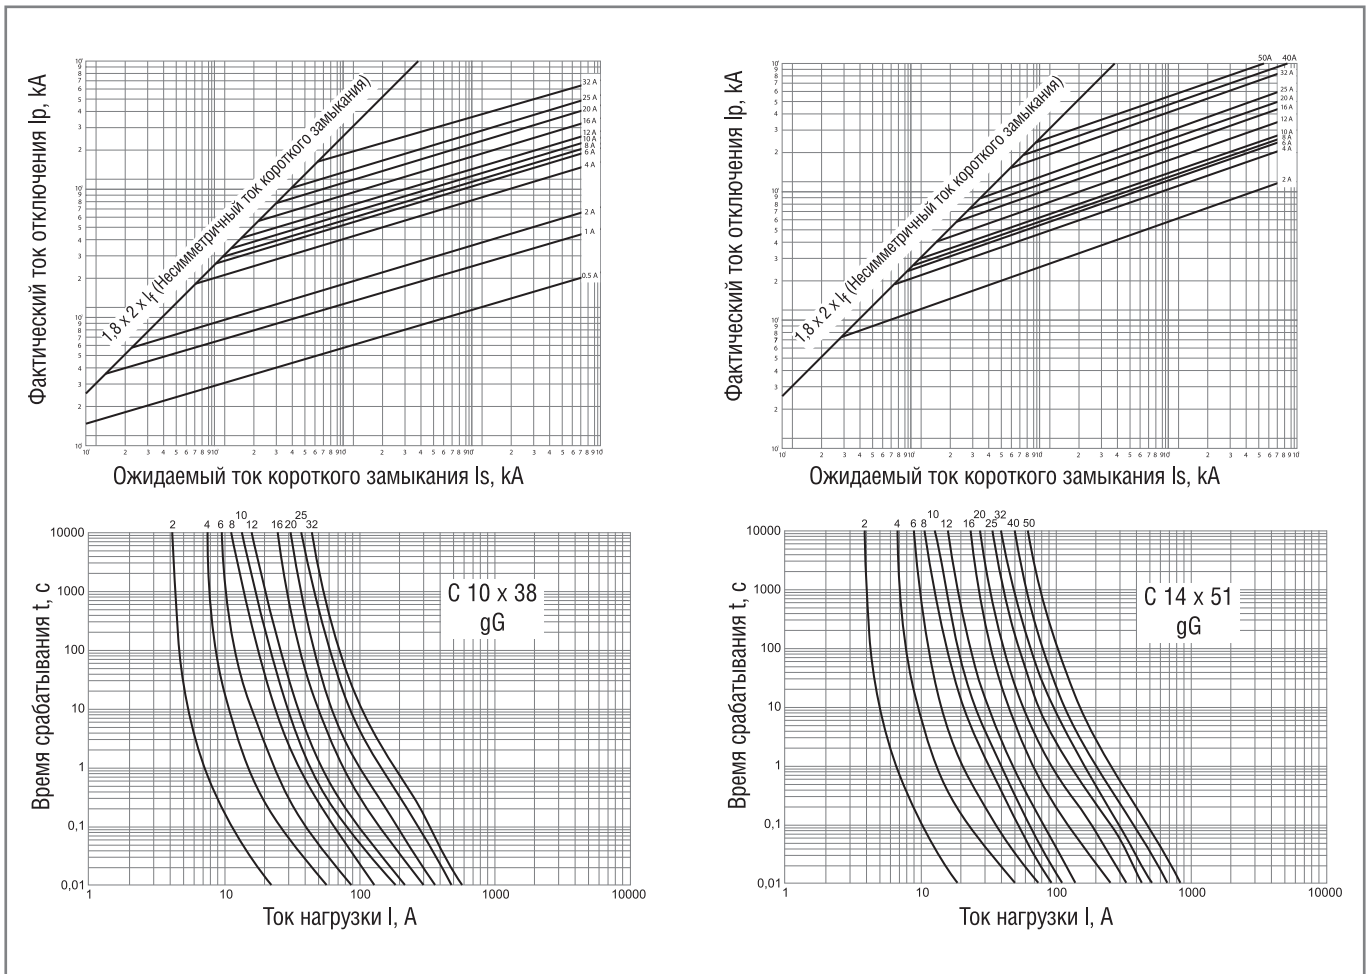 Фактический ток отключения Ip, kA
1,8 x 2 x If (Несимметричный ток короткого замыкания)
32 A
25 A
20 A
16 A
12 A
10 A
8 A
6 A
4 A
2 A
1 A
0.5 A
Ожидаемый ток короткого замыкания Is, kA
Фактический ток отключения Ip, kA
1,8 x 2 x If (Несимметричный ток короткого замыкания)
50A 40A
32 A
25 A
20 A
16 A
12 A
10 A
8 A
6 A
4 A
2 A
Ожидаемый ток короткого замыкания Is, kA
Время срабатывания t, с
2 4 6 8 10 12 16 20 25 32
10000
1000
100
10
1
0,1
0,01
C 10 x 38
gG
1 10 100 1000 10000
Ток нагрузки I, A
Время срабатывания t, с
2 4 6 8 10 12 16 20 25 32 40 50
10000
1000
100
10
1
0,1
0,01
C 14 x 51
gG
1 10 100 1000 10000
Ток нагрузки I, A